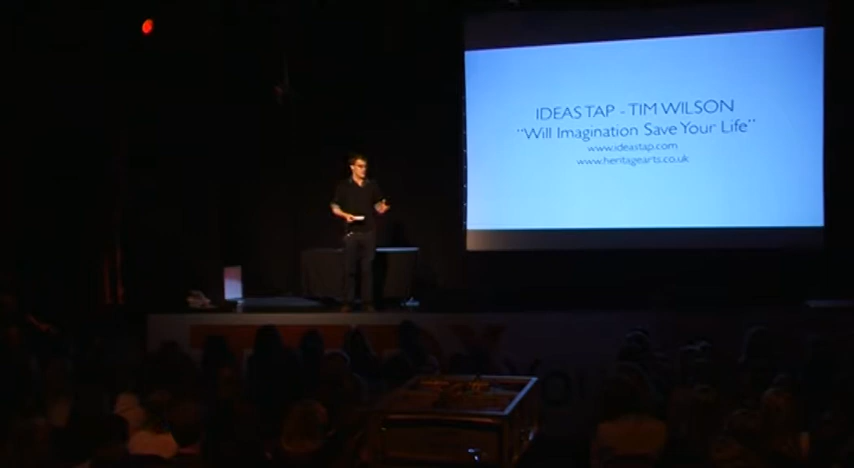 IDEAS TAP - TIM WILSON
"Will Imagination Save Your Life"
www.ideastap.com
www.heritagearts.co.uk